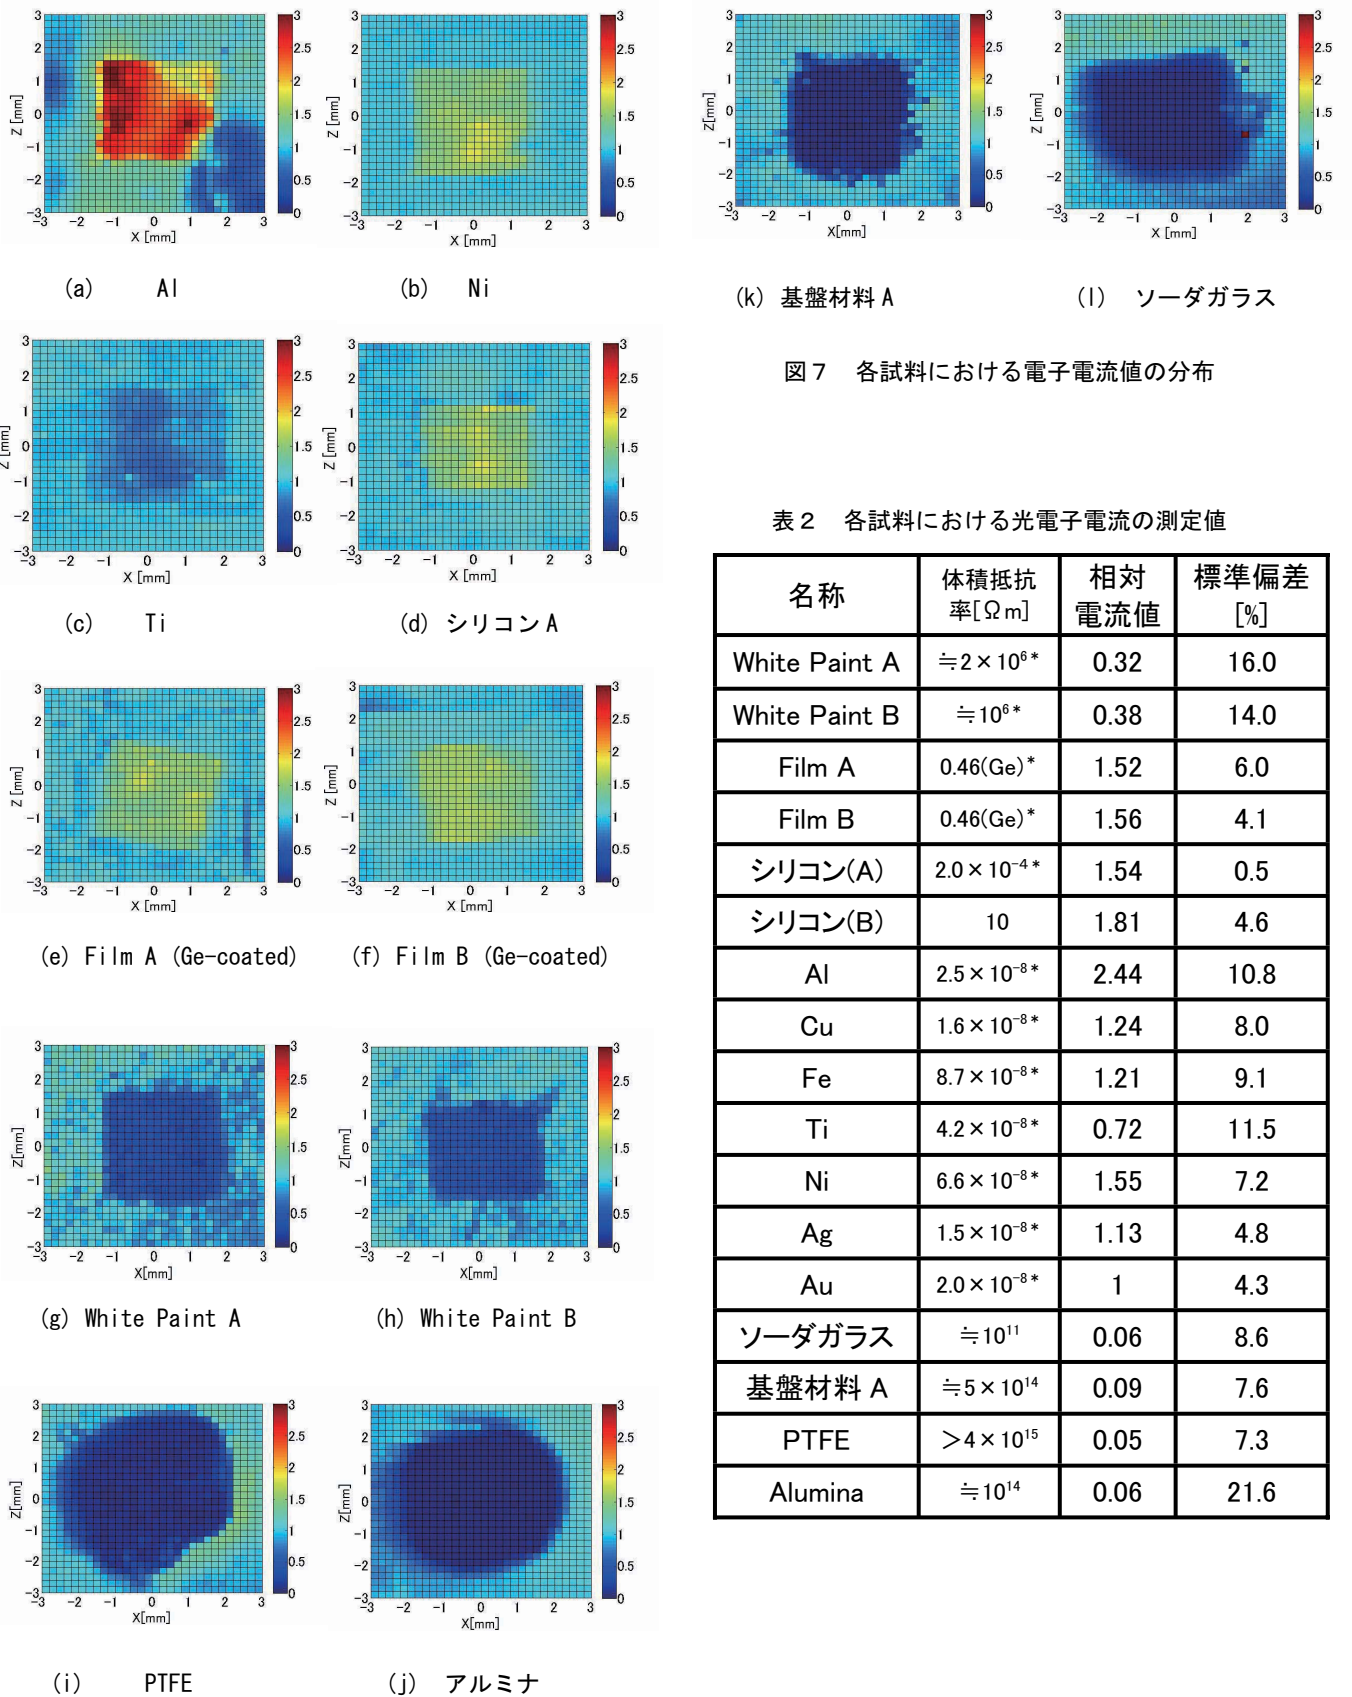 (a) Al
(b) Ni
(c) Ti
(d) シリコン A
(e) Film A (Ge-coated)
(f) Film B (Ge-coated)
(g) White Paint A
(h) White Paint B
(i) PTFE
(j) アルミナ
(k) 基盤材料 A
(l) ソーダガラス
図７ 各試料における電子電流値の分布
表２ 各試料における光電子電流の測定値
名称 体積抵抗率[Ωm] 相対電流値 標準偏差[%]
White Paint A ≒2×10⁶* 0.32 16.0
White Paint B ≒10⁶* 0.38 14.0
Film A 0.46(Ge)* 1.52 6.0
Film B 0.46(Ge)* 1.56 4.1
シリコン(A) 2.0×10⁻⁴* 1.54 0.5
シリコン(B) 10 1.81 4.6
Al 2.5×10⁻⁸* 2.44 10.8
Cu 1.6×10⁻⁸* 1.24 8.0
Fe 8.7×10⁻⁸* 1.21 9.1
Ti 4.2×10⁻⁸* 0.72 11.5
Ni 6.6×10⁻⁸* 1.55 7.2
Ag 1.5×10⁻⁸* 1.13 4.8
Au 2.0×10⁻⁸* 1 4.3
ソーダガラス ≒10¹¹ 0.06 8.6
基盤材料 A ≒5×10¹⁴ 0.09 7.6
PTFE ＞4×10¹⁵ 0.05 7.3
Alumina ≒10¹⁴ 0.06 21.6